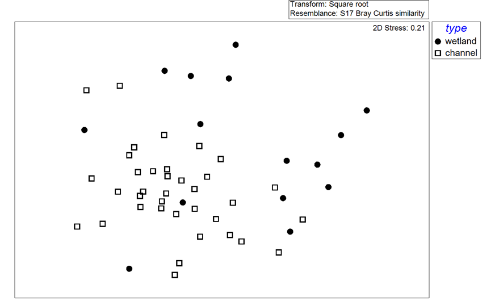 Transform: Square root
Resemblance: S17 Bray Curtis similarity
2D Stress: 0.21
type
wetland
channel